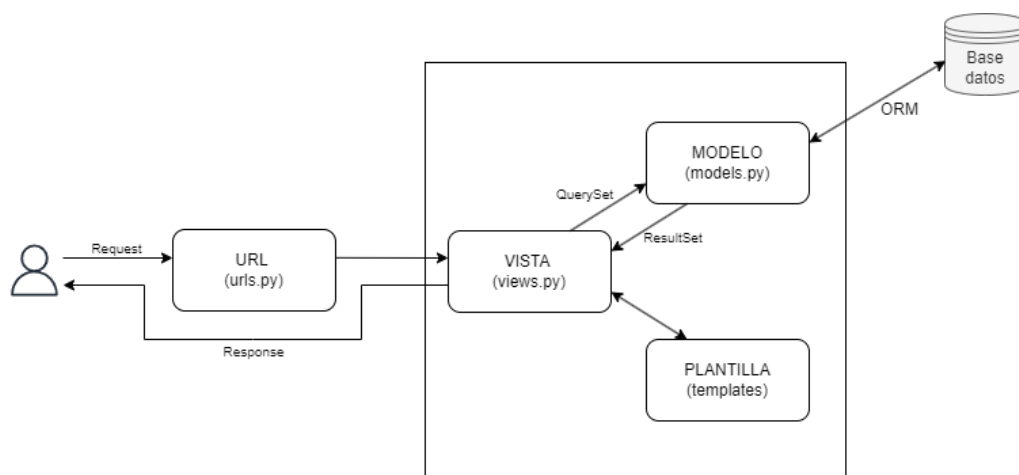 Base
datos
ORM
MODELO
(models.py)
QuerySet
ResultSet
Request
URL
(urls.py)
VISTA
(views.py)
Response
PLANTILLA
(templates)